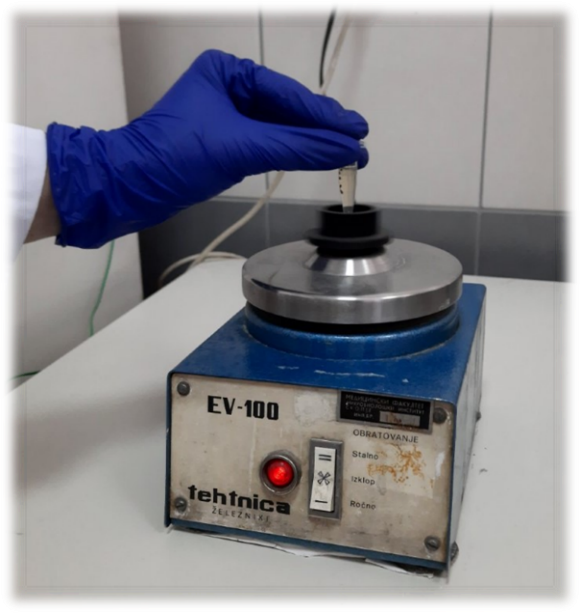 EV-100
OBRATOVANJE
Stalno
Izklop
Ročno
tehtnica
ŽELEZNIKI